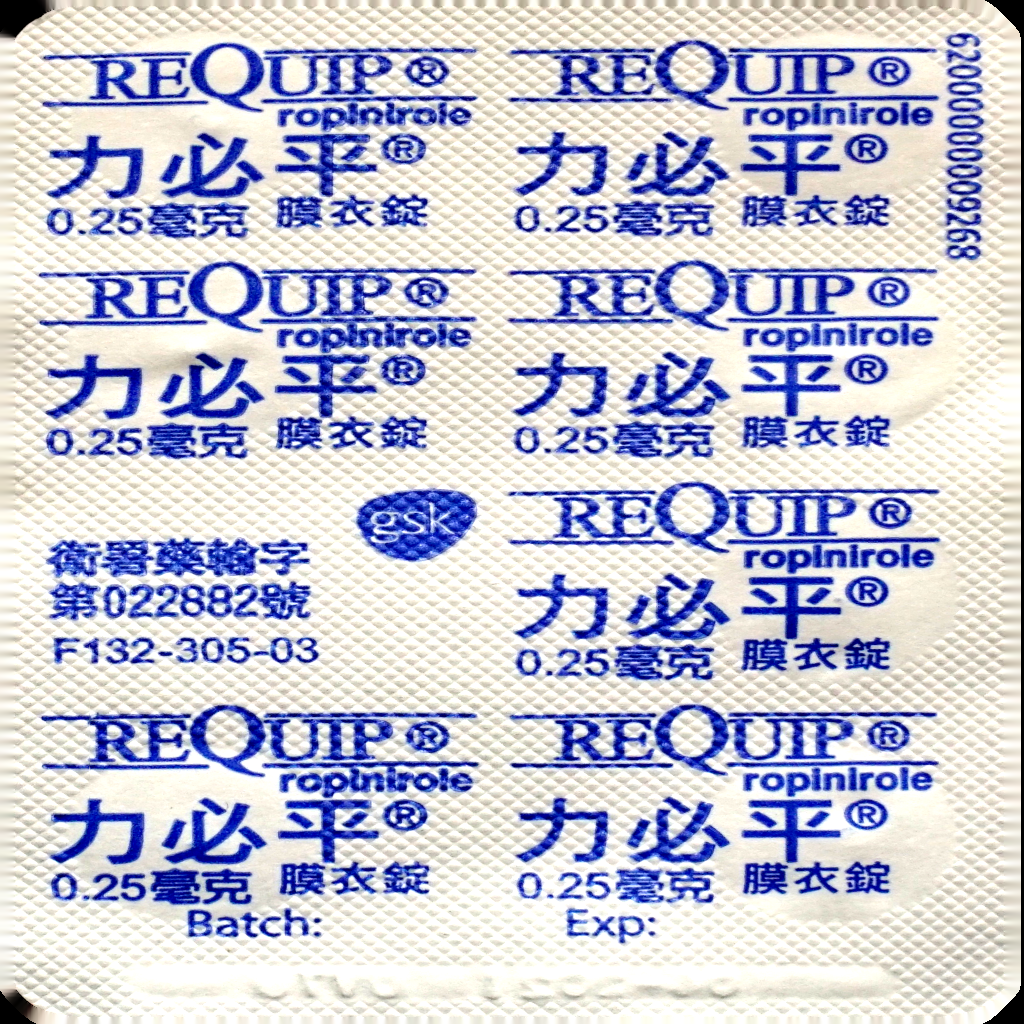 REQUIP®
ropinirole
力必平®
0.25毫克 膜衣錠
REQUIP®
ropinirole
力必平®
0.25毫克 膜衣錠
62000000009268
REQUIP®
ropinirole
力必平®
0.25毫克 膜衣錠
REQUIP®
ropinirole
力必平®
0.25毫克 膜衣錠
gsk
衛署藥輸字
第022882號
F132-305-03
REQUIP®
ropinirole
力必平®
0.25毫克 膜衣錠
REQUIP®
ropinirole
力必平®
0.25毫克 膜衣錠
REQUIP®
ropinirole
力必平®
0.25毫克 膜衣錠
Batch: Exp: